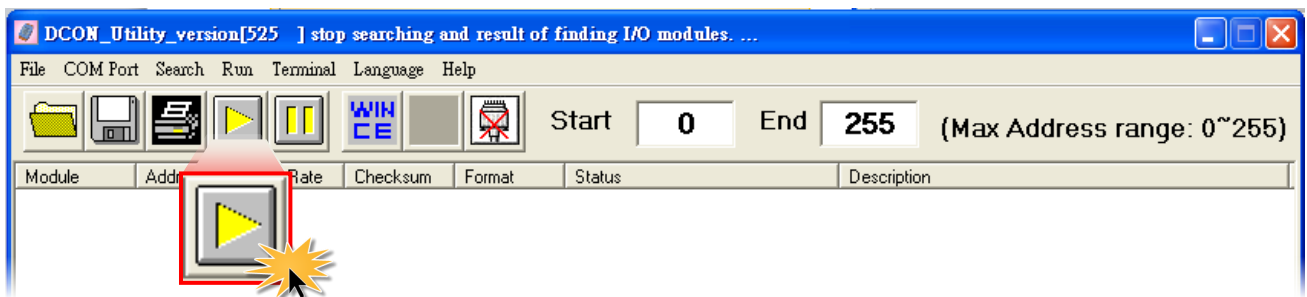 DCON_Utility_version[525   ] stop searching and result of finding I/O modules. ...
File COM Port Search Run Terminal Language Help
WIN CE Start 0 End 255 (Max Address range: 0~255)
Module Addr Rate Checksum Format Status Description